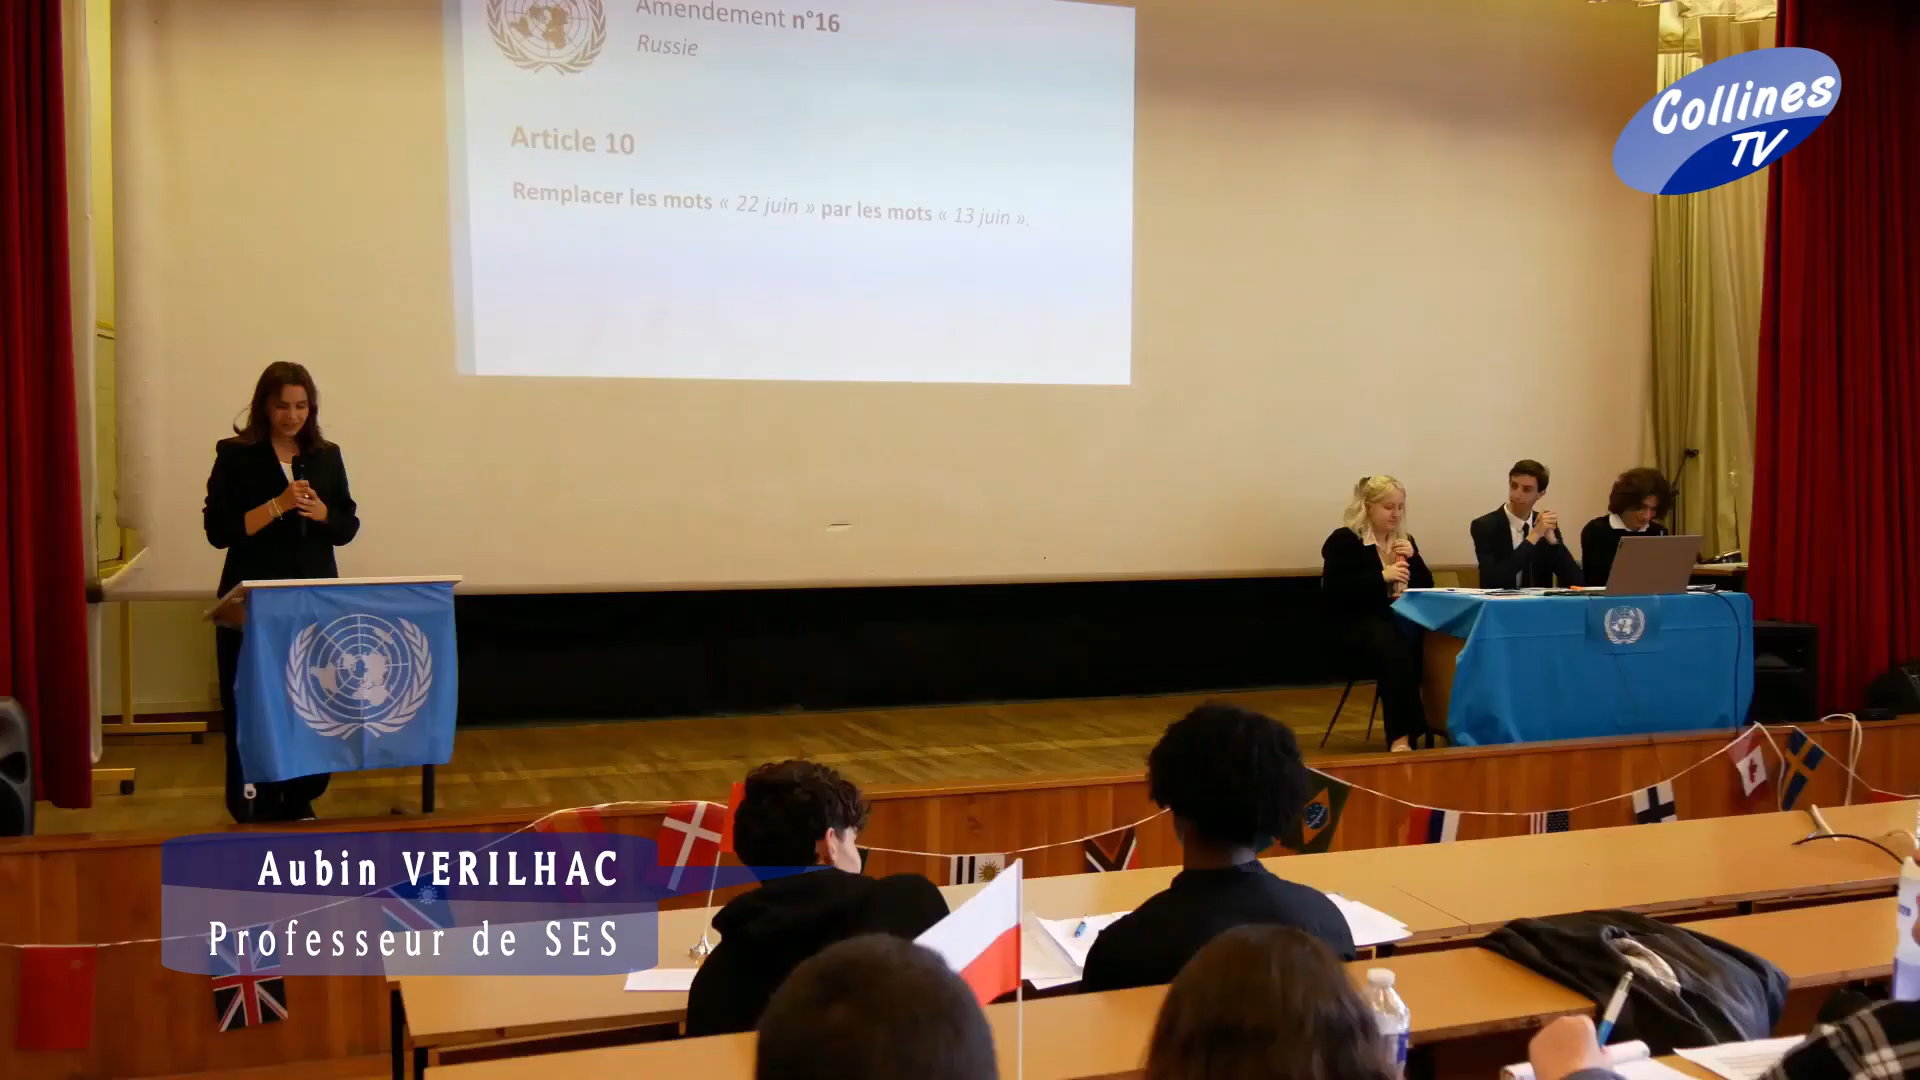 Amendement n°16
Russie
Article 10
Remplacer les mots « 22 juin » par les mots « 13 juin ».
Collines
TV
Aubin VERILHAC
Professeur de SES